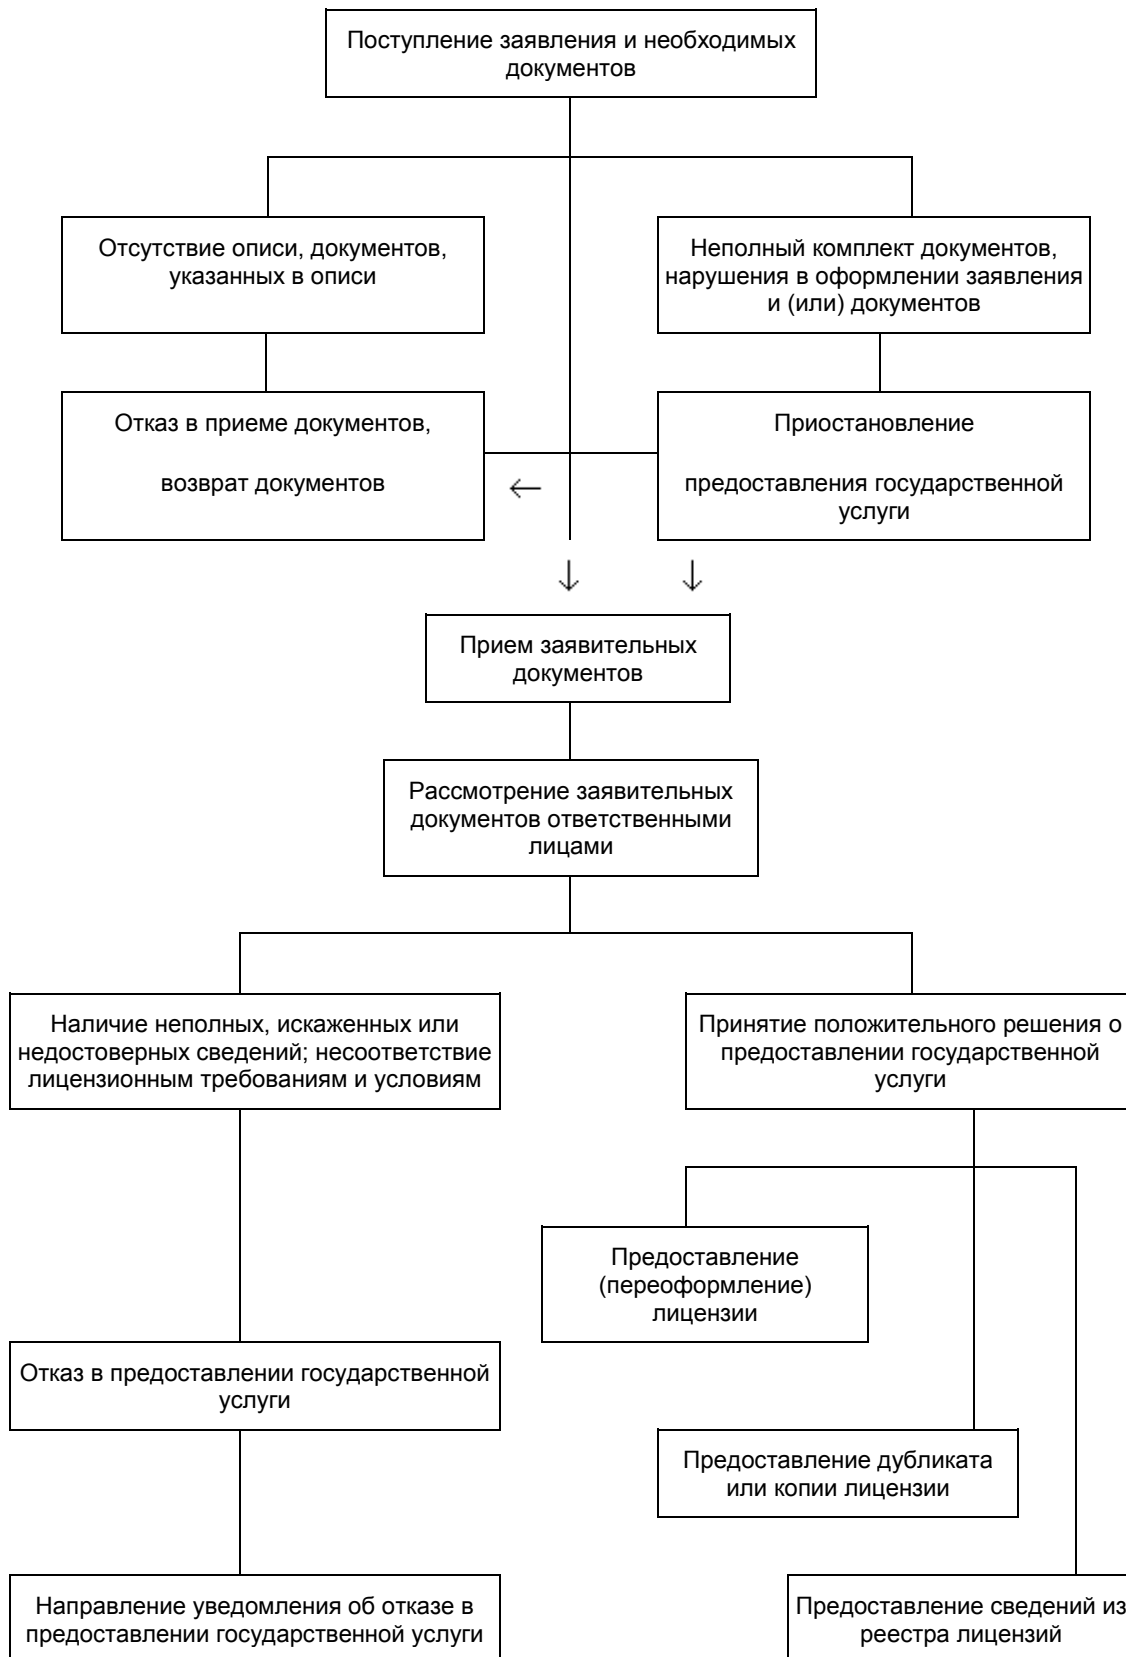 Поступление заявления и необходимых
документов
Отсутствие описи, документов,
указанных в описи
Неполный комплект документов,
нарушения в оформлении заявления
и (или) документов
Отказ в приеме документов,
возврат документов
Приостановление
предоставления государственной
услуги
Прием заявительных
документов
Рассмотрение заявительных
документов ответственными
лицами
Наличие неполных, искаженных или
недостоверных сведений; несоответствие
лицензионным требованиям и условиям
Принятие положительного решения о
предоставлении государственной
услуги
Предоставление
(переоформление)
лицензии
Отказ в предоставлении государственной
услуги
Предоставление дубликата
или копии лицензии
Направление уведомления об отказе в
предоставлении государственной услуги
Предоставление сведений из
реестра лицензий